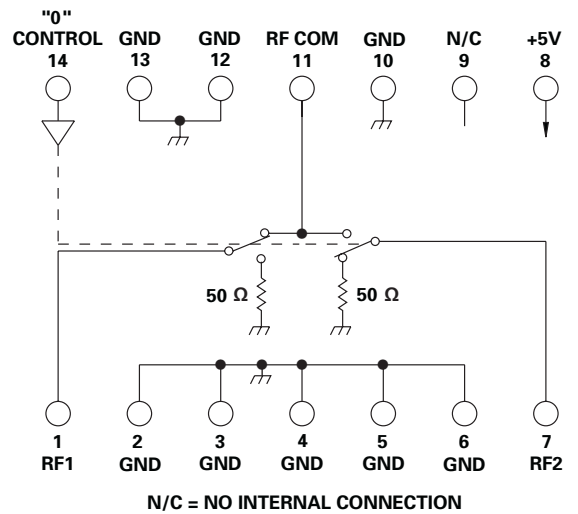 "0"
CONTROL GND GND RF COM GND N/C +5V
14 13 12 11 10 9 8
50 Ω 50 Ω
1 2 3 4 5 6 7
RF1 GND GND GND GND GND RF2
N/C = NO INTERNAL CONNECTION